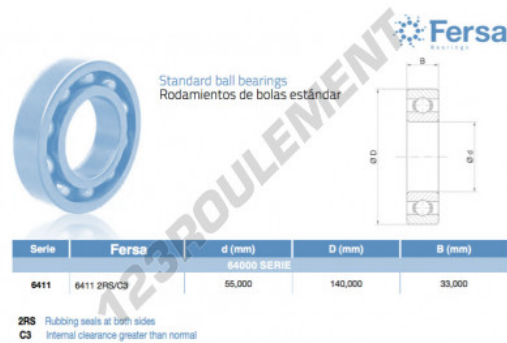 Fersa
Bearings
Standard ball bearings
Rodamientos de bolas estándar
B
Ø D
Ø d
123ROULEMENT
Serie Fersa d (mm) D (mm) B (mm)
64000 SERIE
6411 6411 2RS/C3 55,000 140,000 33,000
2RS Rubbing seals at both sides
C3 Internal clearance greater than normal